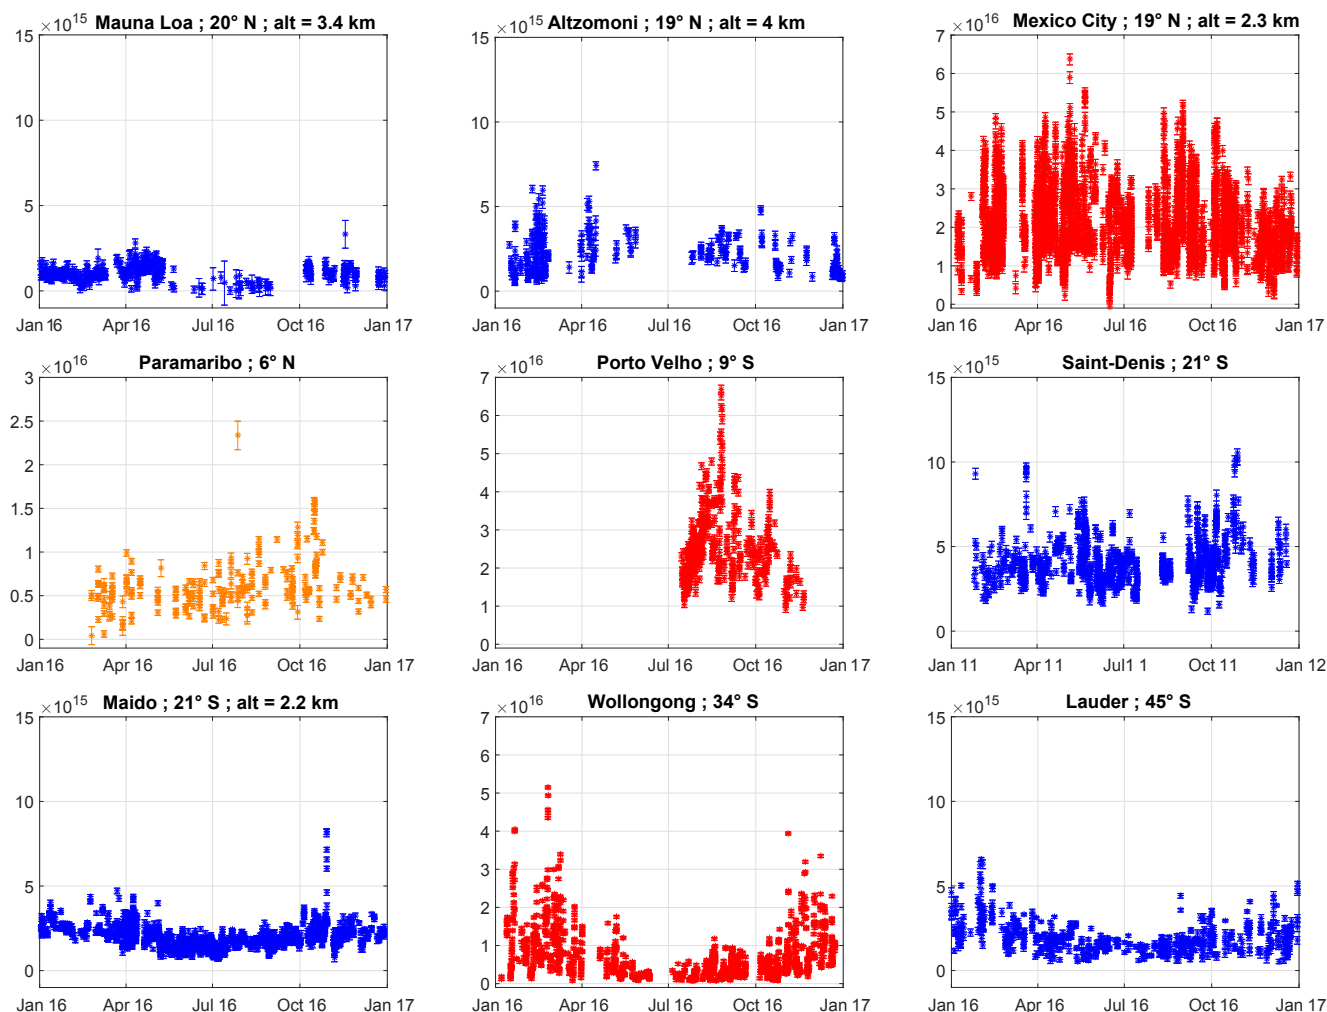 ×10^15 Mauna Loa ; 20° N ; alt = 3.4 km
15
10
5
0
Jan 16 Apr 16 Jul 16 Oct 16 Jan 17
×10^15 Altzomoni ; 19° N ; alt = 4 km
15
10
5
0
Jan 16 Apr 16 Jul 16 Oct 16 Jan 17
×10^16 Mexico City ; 19° N ; alt = 2.3 km
7
6
5
4
3
2
1
0
Jan 16 Apr 16 Jul 16 Oct 16 Jan 17
×10^16 Paramaribo ; 6° N
3
2.5
2
1.5
1
0.5
0
Jan 16 Apr 16 Jul 16 Oct 16 Jan 17
×10^16 Porto Velho ; 9° S
7
6
5
4
3
2
1
0
Jan 16 Apr 16 Jul 16 Oct 16 Jan 17
×10^15 Saint-Denis ; 21° S
15
10
5
0
Jan 11 Apr 11 Jul 11 Oct 11 Jan 12
×10^15 Maido ; 21° S ; alt = 2.2 km
15
10
5
0
Jan 16 Apr 16 Jul 16 Oct 16 Jan 17
×10^16 Wollongong ; 34° S
7
6
5
4
3
2
1
0
Jan 16 Apr 16 Jul 16 Oct 16 Jan 17
×10^15 Lauder ; 45° S
15
10
5
0
Jan 16 Apr 16 Jul 16 Oct 16 Jan 17